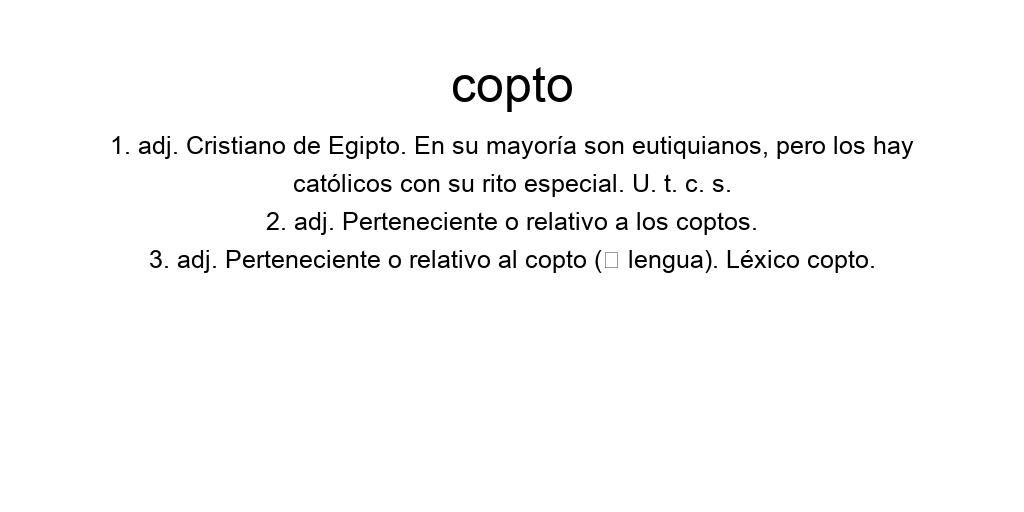 copto
1. adj. Cristiano de Egipto. En su mayoría son eutiquianos, pero los hay
católicos con su rito especial. U. t. c. s.
2. adj. Perteneciente o relativo a los coptos.
3. adj. Perteneciente o relativo al copto (□ lengua). Léxico copto.